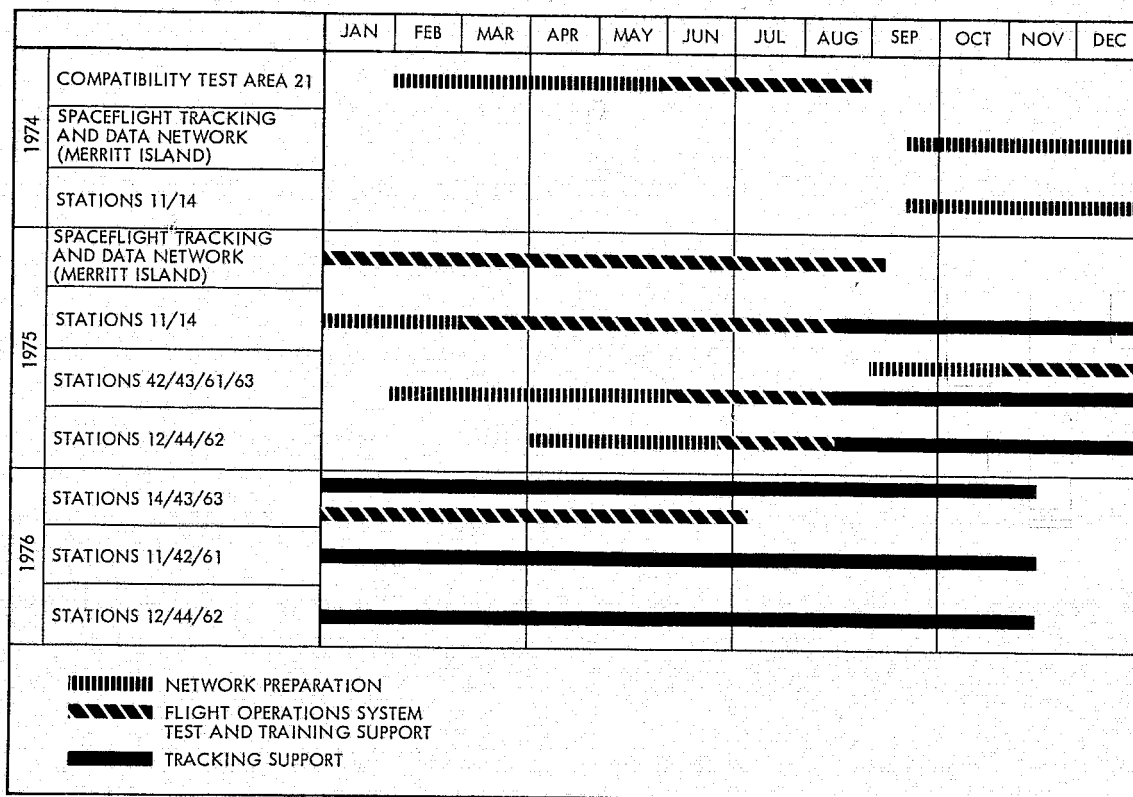 JAN FEB MAR APR MAY JUN JUL AUG SEP OCT NOV DEC
1974
COMPATIBILITY TEST AREA 21
SPACEFLIGHT TRACKING
AND DATA NETWORK
(MERRITT ISLAND)
STATIONS 11/14
1975
SPACEFLIGHT TRACKING
AND DATA NETWORK
(MERRITT ISLAND)
STATIONS 11/14
STATIONS 42/43/61/63
STATIONS 12/44/62
1976
STATIONS 14/43/63
STATIONS 11/42/61
STATIONS 12/44/62
NETWORK PREPARATION
FLIGHT OPERATIONS SYSTEM
TEST AND TRAINING SUPPORT
TRACKING SUPPORT